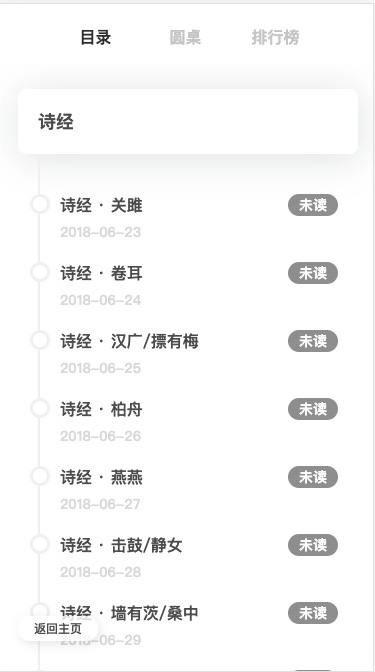 目录 圆桌 排行榜
诗经
诗经 · 关雎 未读
2018-06-23
诗经 · 卷耳 未读
2018-06-24
诗经 · 汉广/摽有梅 未读
2018-06-25
诗经 · 柏舟 未读
2018-06-26
诗经 · 燕燕 未读
2018-06-27
诗经 · 击鼓/静女 未读
2018-06-28
诗经 · 墙有茨/桑中 未读
返回主页
-06-29